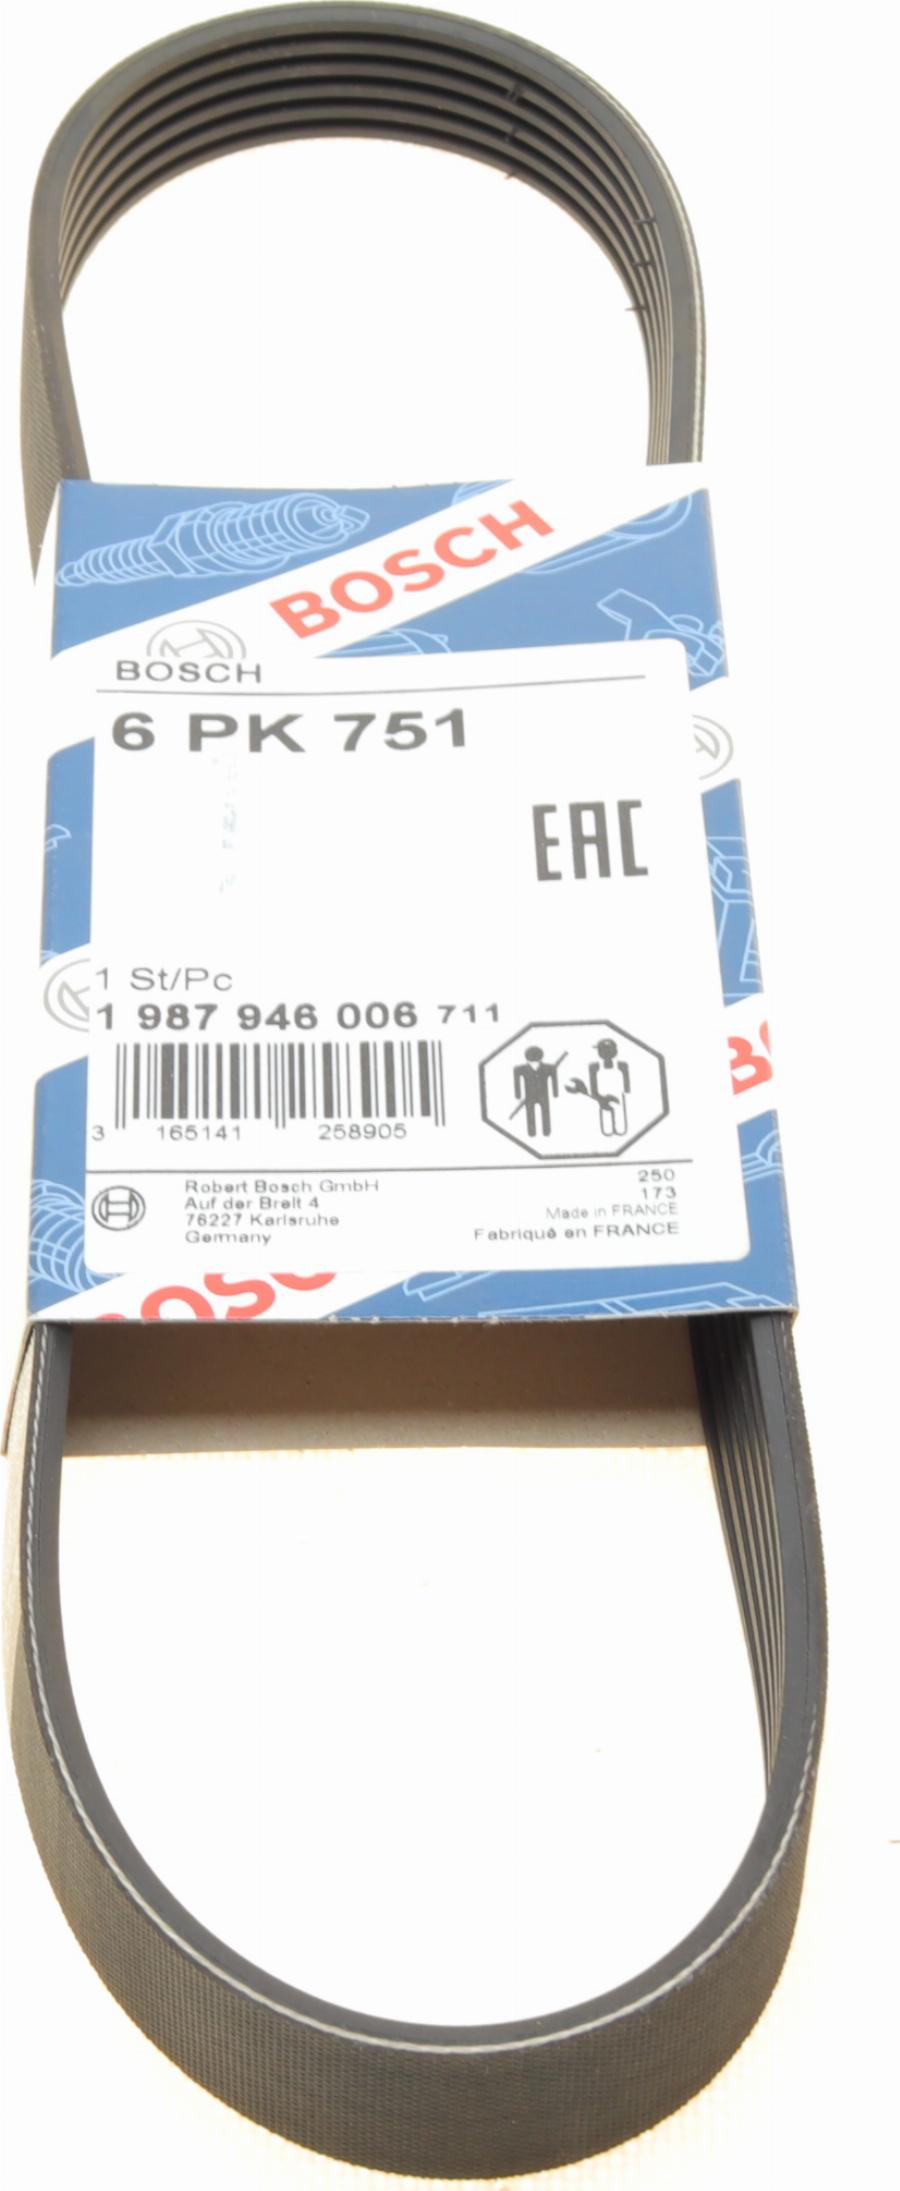 BOSCH
BOSCH
6 PK 751
EAC
1 St/Pc
1 987 946 006 711
3 165141 258905
Robert Bosch GmbH
Auf der Breit 4
76227 Karlsruhe
Germany
250
173
Made in FRANCE
Fabriqué en FRANCE